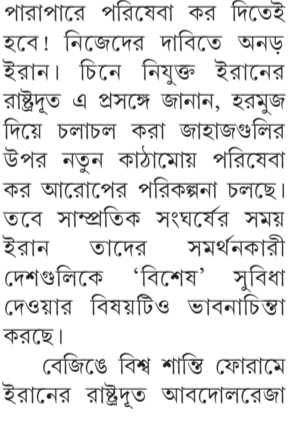 পারাপারে পরিষেবা কর দিতেই
হবে! নিজেদের দাবিতে অনড়
ইরান। চিনে নিযুক্ত ইরানের
রাষ্ট্রদূত এ প্রসঙ্গে জানান, হরমুজ
দিয়ে চলাচল করা জাহাজগুলির
উপর নতুন কাঠামোয় পরিষেবা
কর আরোপের পরিকল্পনা চলছে।
তবে সাম্প্রতিক সংঘর্ষের সময়
ইরান তাদের সমর্থনকারী
দেশগুলিকে ‘বিশেষ’ সুবিধা
দেওয়ার বিষয়টিও ভাবনাচিন্তা
করছে।
বেজিঙে বিশ্ব শান্তি ফোরামে
ইরানের রাষ্ট্রদূত আবদোলরেজা